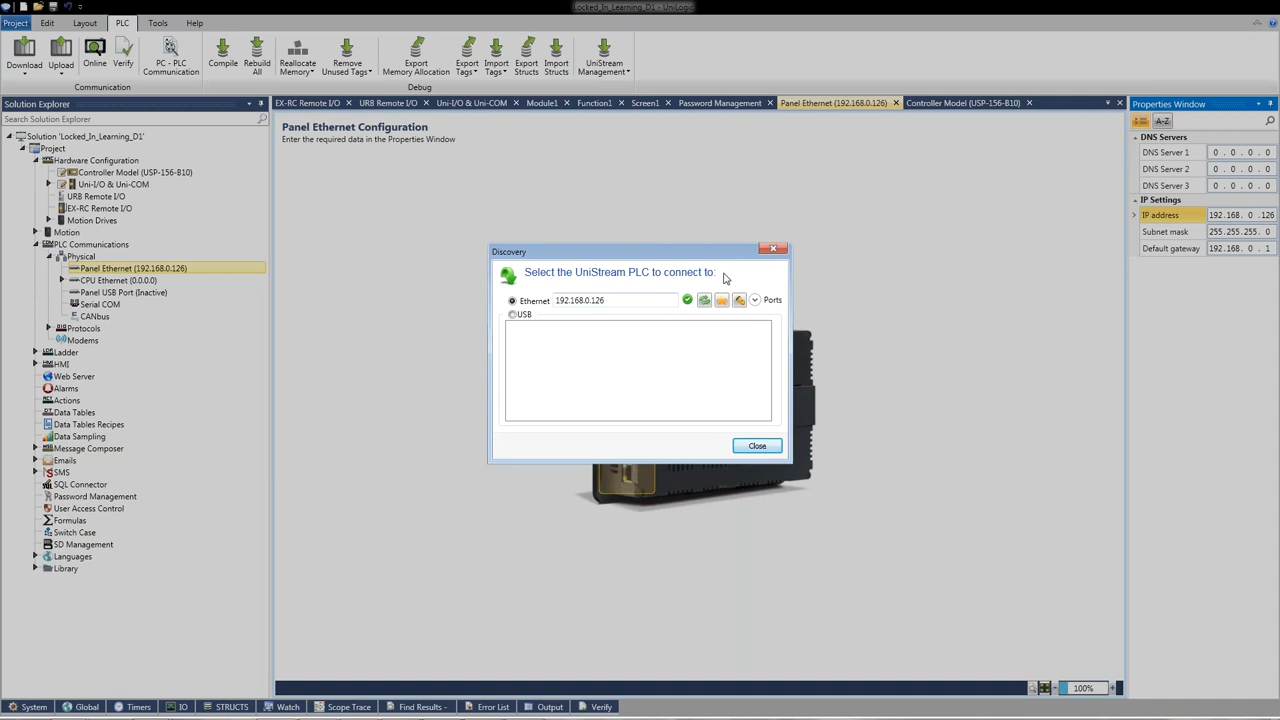 Locked_In_Learning_D1 - UniLogic
Project Edit Layout PLC Tools Help
Download Upload Online Verify PC - PLC Communication Compile Rebuild All Reallocate Memory Remove Unused Tags Export Memory Allocation Export Tags Import Tags Export Structs Import Structs UniStream Management
Communication Debug
Solution Explorer
EX-RC Remote I/O URB Remote I/O Uni-I/O & Uni-COM Module1 Function1 Screen1 Password Management Panel Ethernet (192.168.0.126) Controller Model (USP-156-B10)
Properties Window
Search Solution Explorer
A-Z
Solution 'Locked_In_Learning_D1'
Project
Hardware Configuration
Controller Model (USP-156-B10)
Uni-I/O & Uni-COM
URB Remote I/O
EX-RC Remote I/O
Motion Drives
Motion
PLC Communications
Physical
Panel Ethernet (192.168.0.126)
CPU Ethernet (0.0.0.0)
Panel USB Port (Inactive)
Serial COM
CANbus
Protocols
Modems
Ladder
HMI
Web Server
Alarms
Actions
Data Tables
Data Tables Recipes
Data Sampling
Message Composer
Emails
SMS
SQL Connector
Password Management
User Access Control
Formulas
Switch Case
SD Management
Languages
Library
Panel Ethernet Configuration
Enter the required data in the Properties Window
Discovery
Select the UniStream PLC to connect to:
Ethernet 192.168.0.126 Ports
USB
Close
DNS Servers
DNS Server 1 0 . 0 . 0 . 0
DNS Server 2 0 . 0 . 0 . 0
DNS Server 3 0 . 0 . 0 . 0
IP Settings
IP address 192.168. 0 .126
Subnet mask 255.255.255. 0
Default gateway 192.168. 0 . 1
100%
System Global Timers IO STRUCTS Watch Scope Trace Find Results - Error List Output Verify